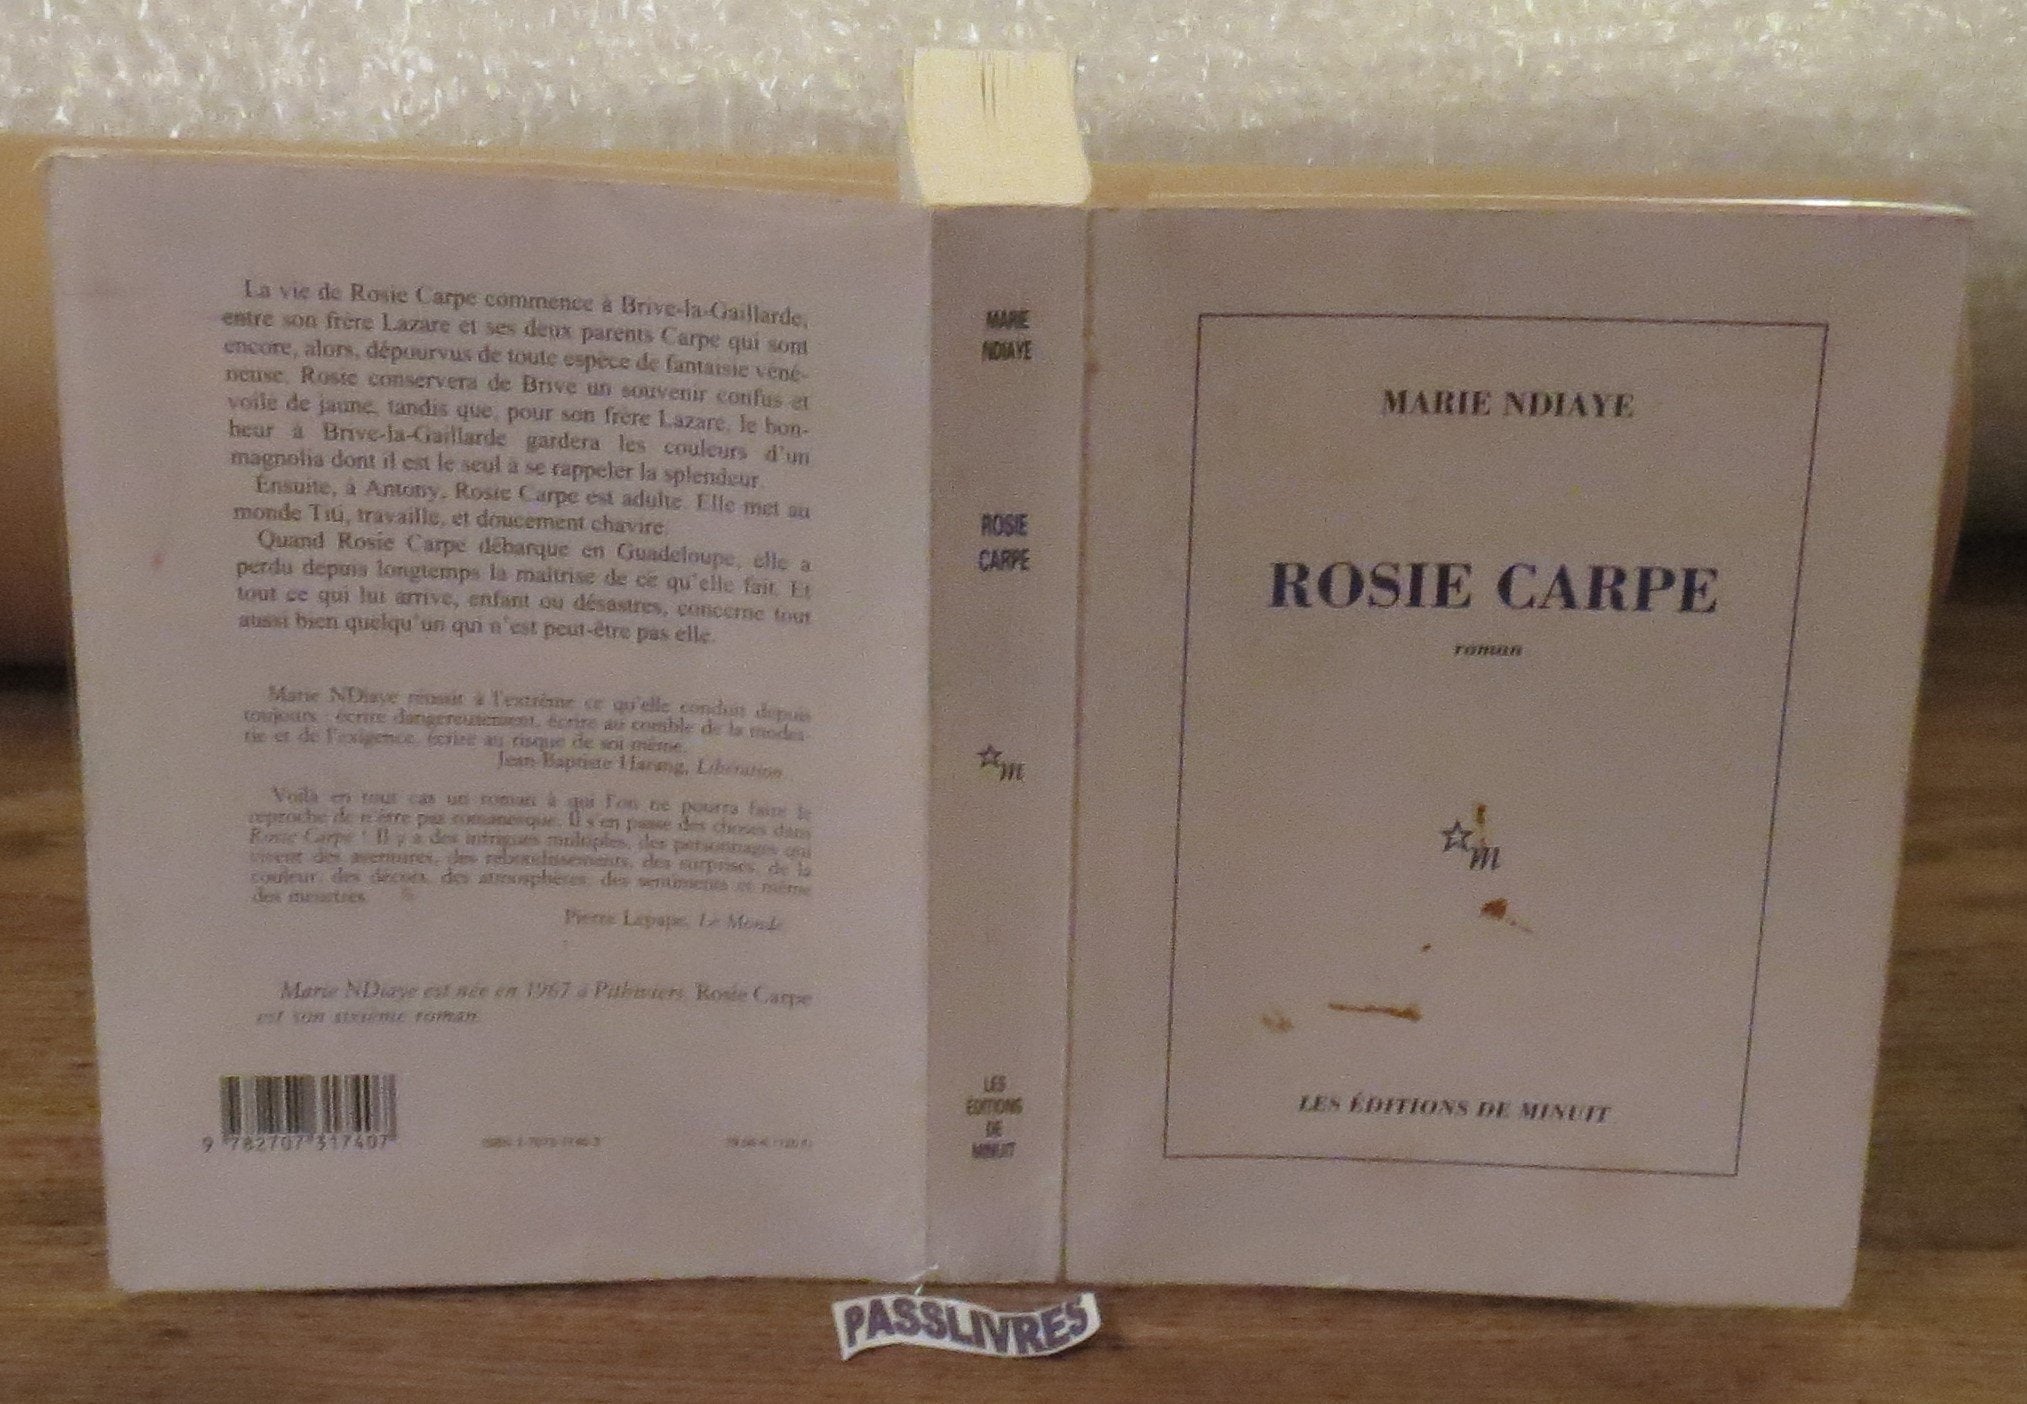 La vie de Rosie Carpe commence à Brive-la-Gaillarde,
entre son frère Lazare et ses deux parents Carpe qui sont
encore, alors, dépourvus de toute espèce de fantaisie véné-
neuse. Rosie conservera de Brive un souvenir confus et
voilé de jaune, tandis que, pour son frère Lazare, le bon-
heur à Brive-la-Gaillarde gardera les couleurs d'un
magnolia dont il est le seul à se rappeler la splendeur.
Ensuite, à Antony, Rosie Carpe est adulte. Elle met au
monde Titi, travaille, et doucement chavire.
Quand Rosie Carpe débarque en Guadeloupe, elle a
perdu depuis longtemps la maîtrise de ce qu'elle fait. Et
tout ce qui lui arrive, enfant ou désastres, concerne tout
aussi bien quelqu'un qui n'est peut-être pas elle.
Marie NDiaye réussit à l'extrême ce qu'elle conduit depuis
toujours : écrire dangereusement, écrire au comble de la modes-
tie et de l'exigence, écrire au risque de soi même.
Jean-Baptiste Harang, Libération
Voilà en tout cas un roman à qui l'on ne pourra faire le
reproche de n'être pas romanesque. Il s'en passe des choses dans
Rosie Carpe ! Il y a des intrigues multiples, des personnages qui
vivent des aventures, des rebondissements, des surprises, de la
couleur, des décors, des atmosphères, des sentiments et même
des meurtres.
Pierre Lepape, Le Monde
Marie NDiaye est née en 1967 à Pithiviers. Rosie Carpe
est son sixième roman.
9 782707 317407
MARIE
NDIAYE
ROSIE
CARPE
m
LES
EDITIONS
DE
MINUIT
MARIE NDIAYE
ROSIE CARPE
roman
m
LES ÉDITIONS DE MINUIT
PASSLIVRES